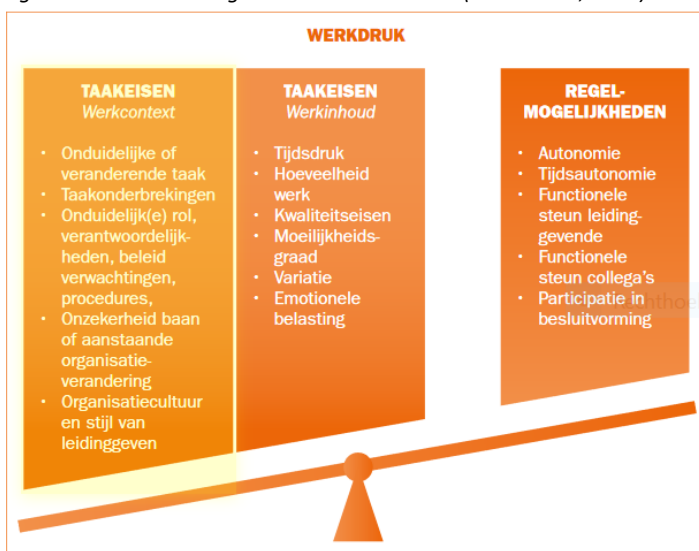 WERKDRUK
TAAKEISEN
Werkcontext
• Onduidelijke of
veranderende taak
• Taakonderbrekingen
• Onduidelijk(e) rol,
verantwoordelijk-
heden, beleid
verwachtingen,
procedures,
• Onzekerheid baan
of aanstaande
organisatie-
verandering
• Organisatiecultuur
en stijl van
leidinggeven
TAAKEISEN
Werkinhoud
• Tijdsdruk
• Hoeveelheid
werk
• Kwaliteitseisen
• Moeilijkheids-
graad
• Variatie
• Emotionele
belasting
REGEL-
MOGELIJKHEDEN
• Autonomie
• Tijdsautonomie
• Functionele
steun leiding-
gevende
• Functionele
steun collega's
• Participatie in
besluitvorming